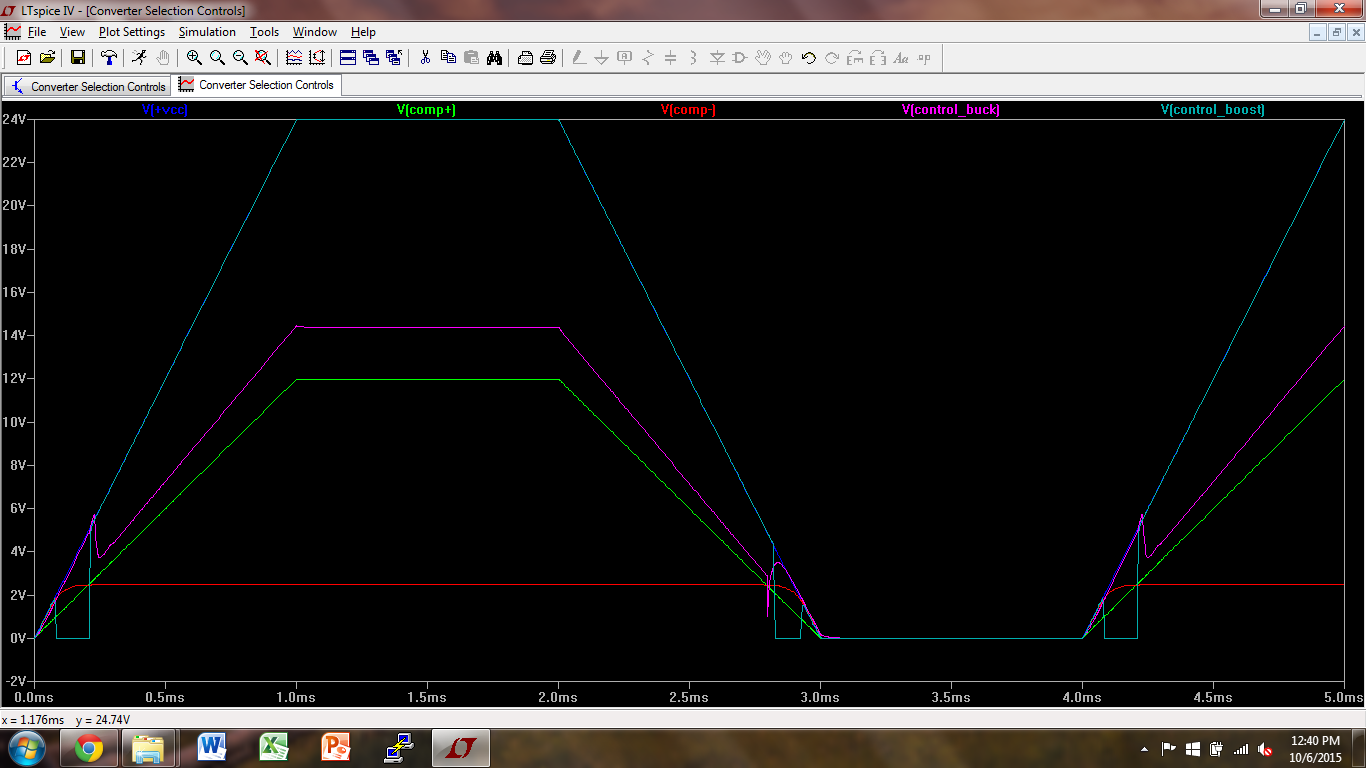 LTspice IV - [Converter Selection Controls]
File View Plot Settings Simulation Tools Window Help
Converter Selection Controls Converter Selection Controls
V(+vcc) V(comp+) V(comp-) V(control_buck) V(control_boost)
24V
22V
20V
18V
16V
14V
12V
10V
8V
6V
4V
2V
0V
-2V
0.0ms 0.5ms 1.0ms 1.5ms 2.0ms 2.5ms 3.0ms 3.5ms 4.0ms 4.5ms 5.0ms
x = 1.176ms y = 24.74V
12:40 PM
10/6/2015